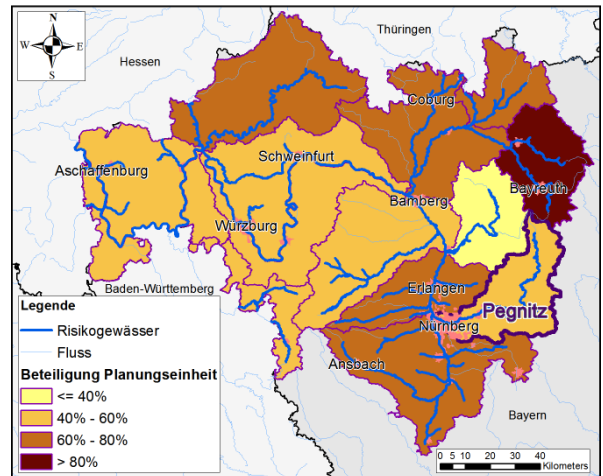 N
W E
S
Thüringen
Hessen
Coburg
Schweinfurt
Aschaffenburg
Bayreuth
Bamberg
Würzburg
Baden-Württemberg
Erlangen
Pegnitz
Nürnberg
Ansbach
Bayern
Legende
Risikogewässer
Fluss
Beteiligung Planungseinheit
<= 40%
40% - 60%
60% - 80%
> 80%
0 5 10 20 30 40
Kilometers